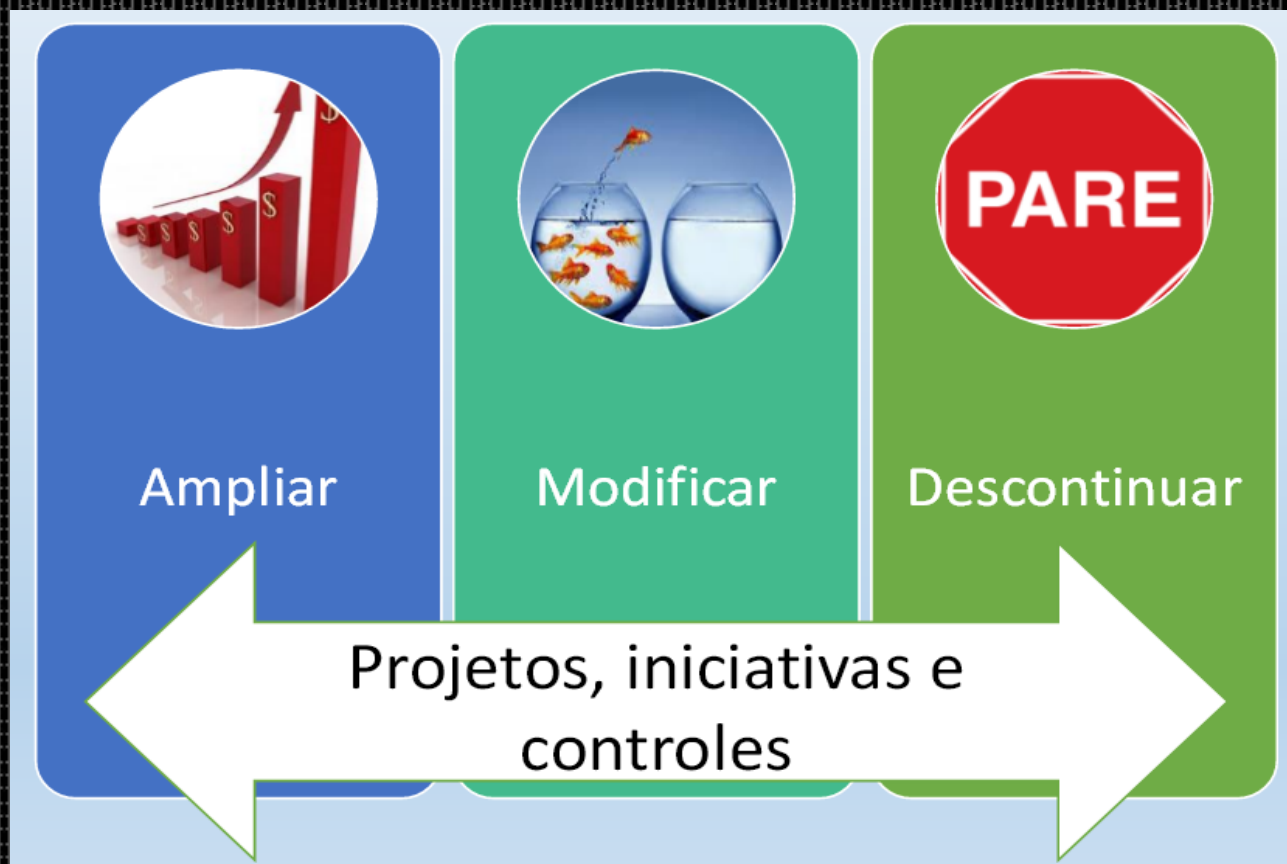 $
$
$
$
$
$
PARE
Ampliar
Modificar
Descontinuar
Projetos, iniciativas e
controles